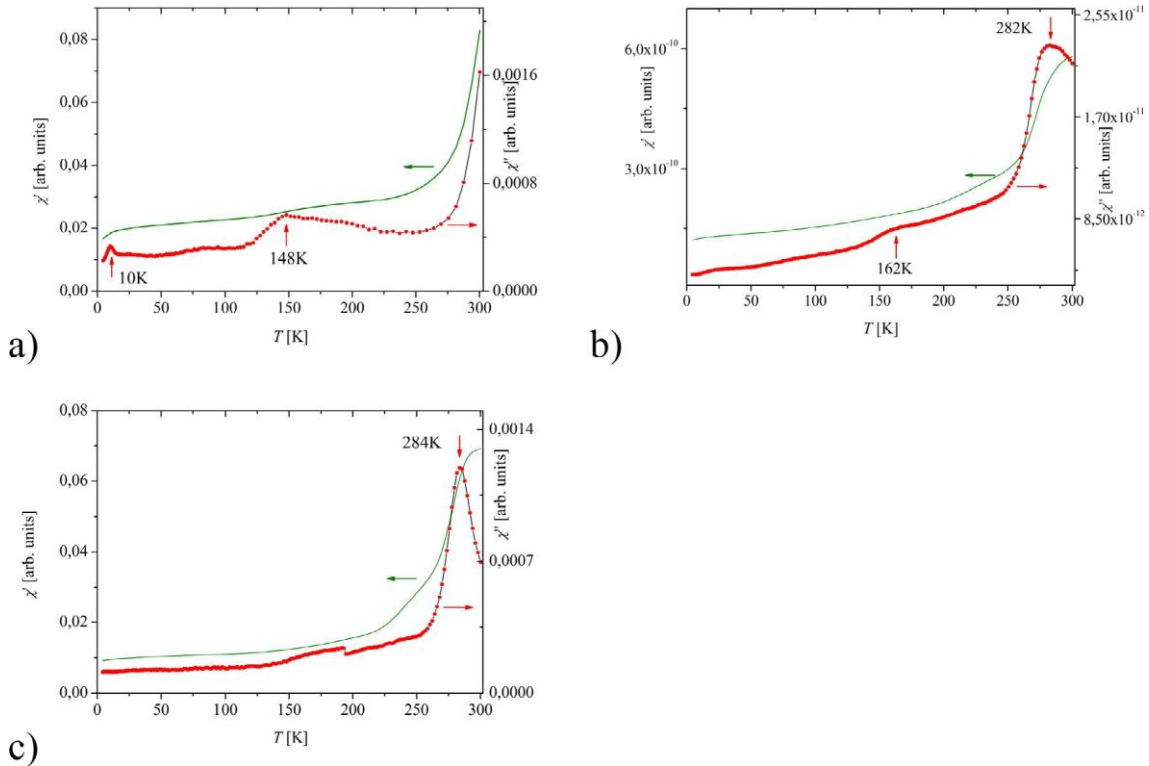 0,08
0,06
0,04
0,02
0,00
χ' [arb. units]
0,0016
0,0008
0,0000
χ" [arb. units]
10K
148K
0 50 100 150 200 250 300
T [K]
a)
6,0x10⁻¹⁰
3,0x10⁻¹⁰
χ' [arb. units]
2,55x10⁻¹¹
1,70x10⁻¹¹
8,50x10⁻¹²
χ" [arb. units]
282K
162K
0 50 100 150 200 250 300
T [K]
b)
0,08
0,06
0,04
0,02
0,00
χ' [arb. units]
0,0014
0,0007
0,0000
χ" [arb. units]
284K
0 50 100 150 200 250 300
T [K]
c)